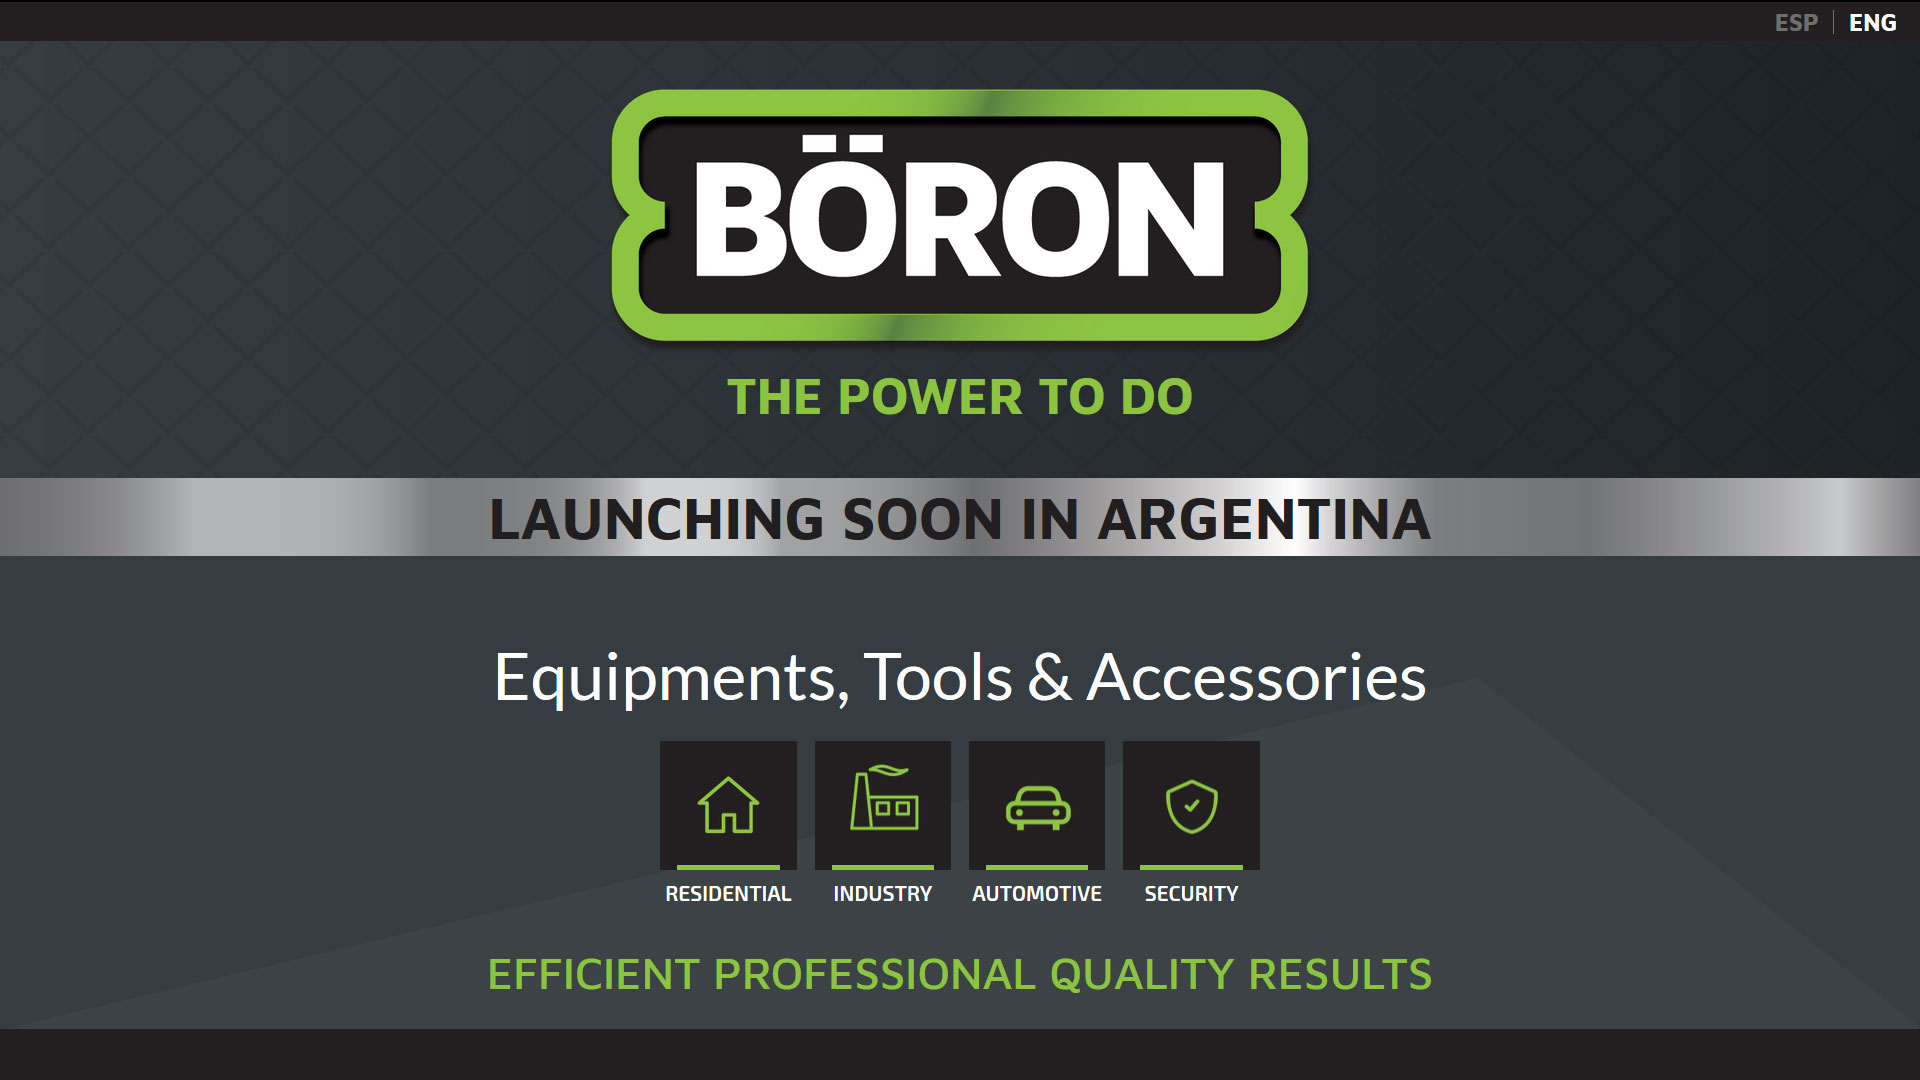 ESP | ENG
BÖRON
THE POWER TO DO
LAUNCHING SOON IN ARGENTINA
Equipments, Tools & Accessories
RESIDENTIAL INDUSTRY AUTOMOTIVE SECURITY
EFFICIENT PROFESSIONAL QUALITY RESULTS